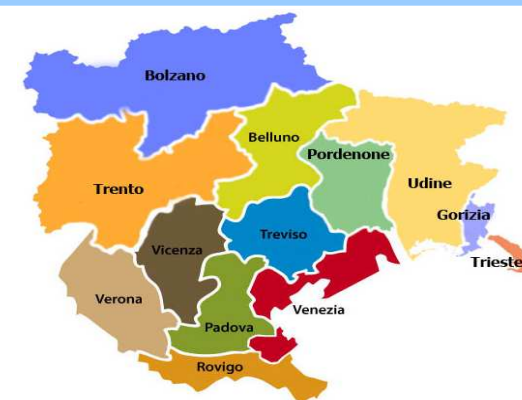 Bolzano
Belluno
Pordenone
Trento
Udine
Gorizia
Vicenza
Treviso
Trieste
Verona
Venezia
Padova
Rovigo